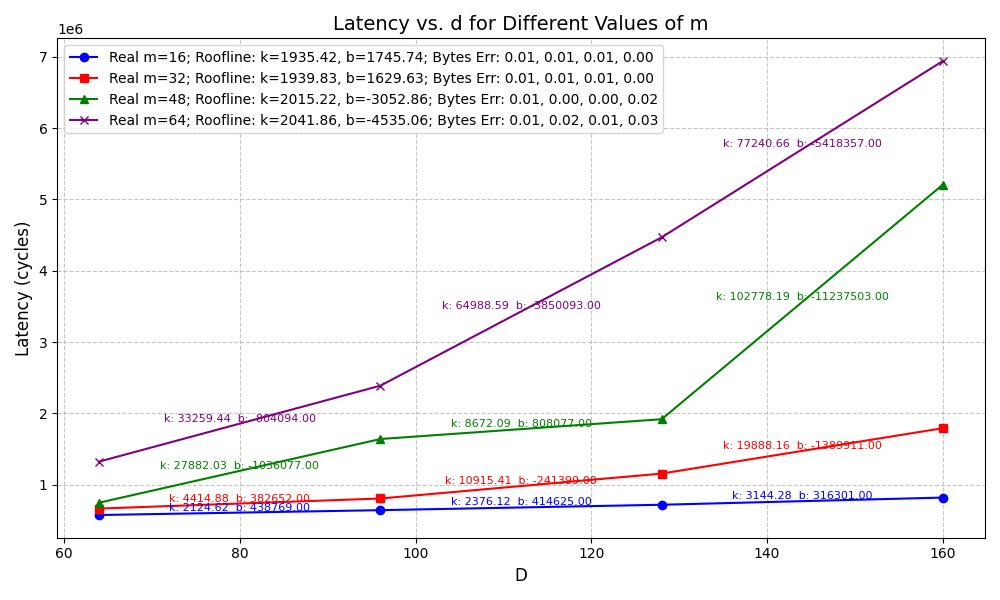 Latency vs. d for Different Values of m
1e6
Real m=16; Roofline: k=1935.42, b=1745.74; Bytes Err: 0.01, 0.01, 0.01, 0.00
Real m=32; Roofline: k=1939.83, b=1629.63; Bytes Err: 0.01, 0.01, 0.01, 0.00
Real m=48; Roofline: k=2015.22, b=-3052.86; Bytes Err: 0.01, 0.00, 0.00, 0.02
Real m=64; Roofline: k=2041.86, b=-4535.06; Bytes Err: 0.01, 0.02, 0.01, 0.03
7
6
5
4
3
2
1
Latency (cycles)
k: 77240.66 b: -5418357.00
k: 102778.19 b: -11237503.00
k: 64988.59 b: -3850093.00
k: 33259.44 b: -804094.00
k: 8672.09 b: 808077.00
k: 27882.03 b: -1036077.00
k: 19888.16 b: -1389911.00
k: 10915.41 b: -241399.00
k: 4414.88 b: 382652.00
k: 3144.28 b: 316301.00
k: 2376.12 b: 414625.00
k: 2124.62 b: 438769.00
60
80
100
120
140
160
D